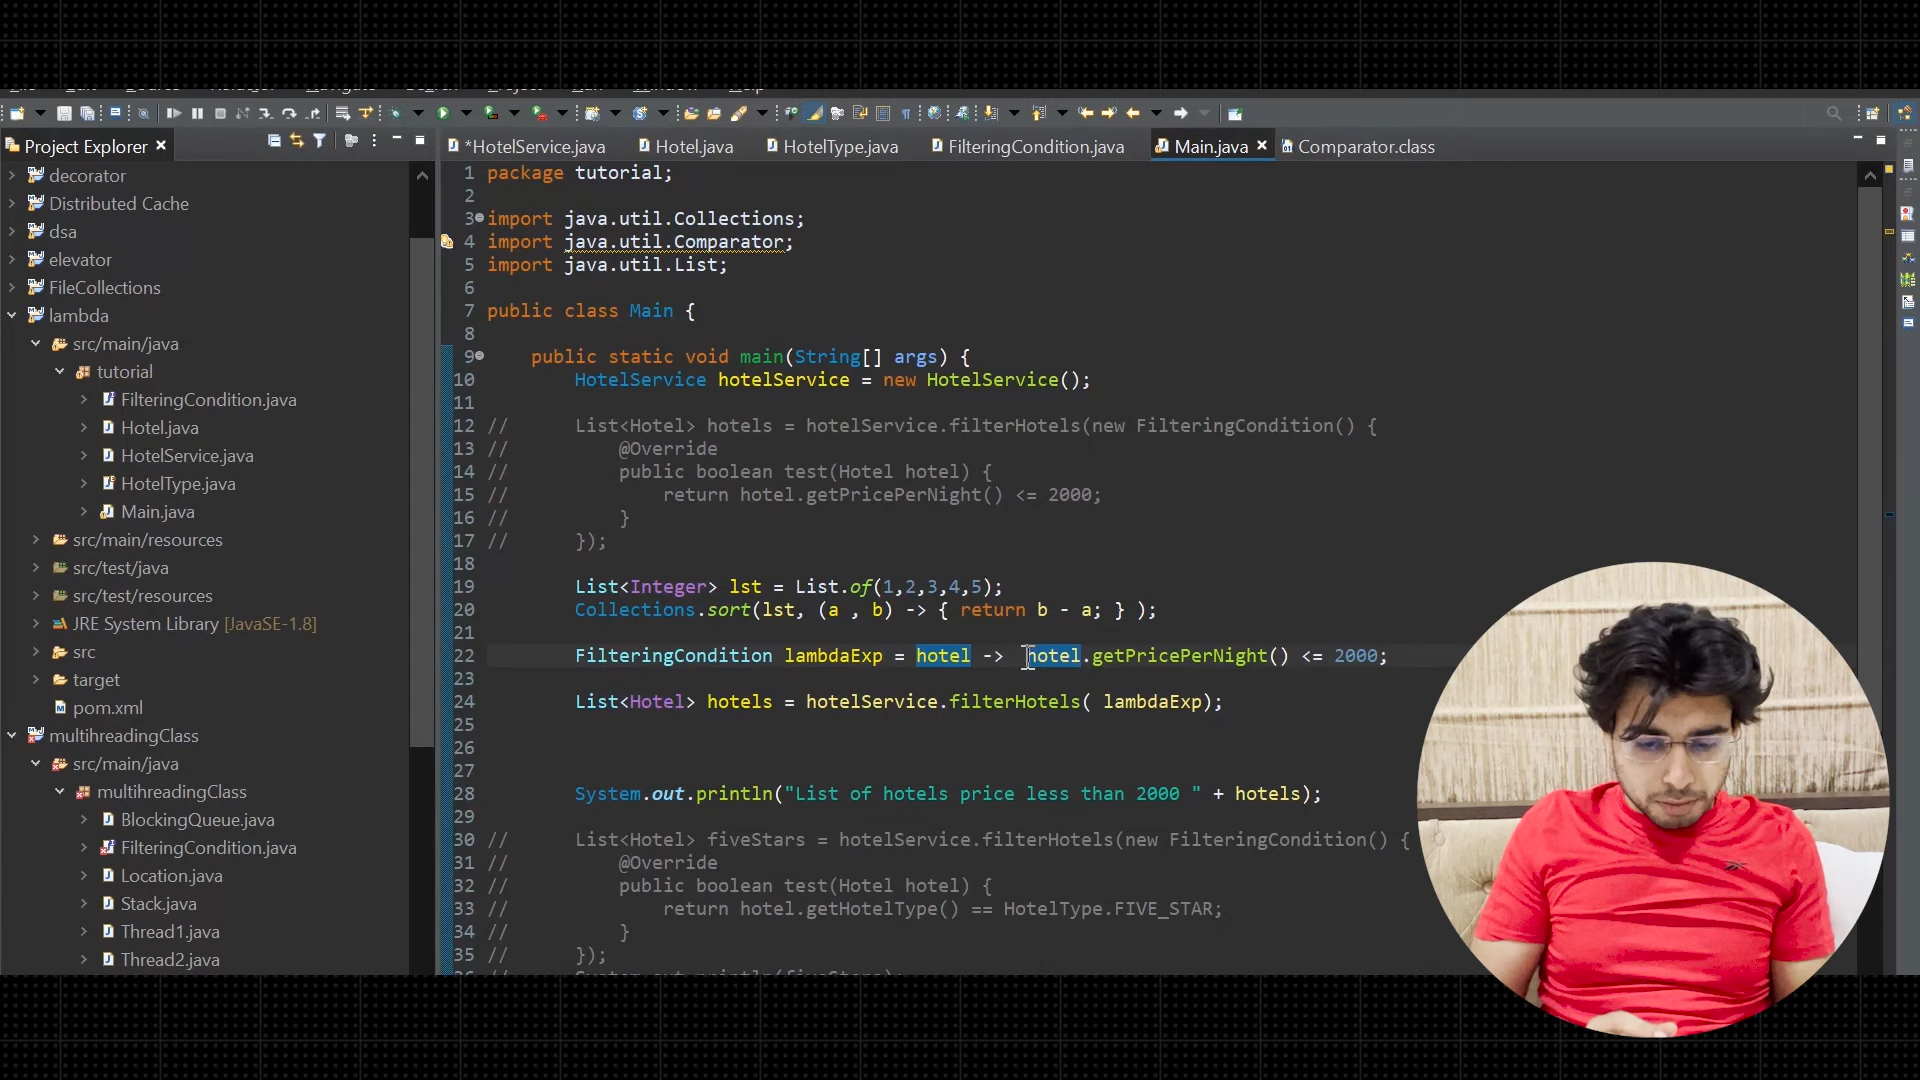 Project Explorer
decorator
Distributed Cache
dsa
elevator
FileCollections
lambda
src/main/java
tutorial
FilteringCondition.java
Hotel.java
HotelService.java
HotelType.java
Main.java
src/main/resources
src/test/java
src/test/resources
JRE System Library [JavaSE-1.8]
src
target
pom.xml
multihreadingClass
src/main/java
multihreadingClass
BlockingQueue.java
FilteringCondition.java
Location.java
Stack.java
Thread1.java
Thread2.java
*HotelService.java Hotel.java HotelType.java FilteringCondition.java Main.java Comparator.class
1 package tutorial;
2
3 import java.util.Collections;
4 import java.util.Comparator;
5 import java.util.List;
6
7 public class Main {
8
9 public static void main(String[] args) {
10 HotelService hotelService = new HotelService();
11
12 // List<Hotel> hotels = hotelService.filterHotels(new FilteringCondition() {
13 // @Override
14 // public boolean test(Hotel hotel) {
15 // return hotel.getPricePerNight() <= 2000;
16 // }
17 // });
18
19 List<Integer> lst = List.of(1,2,3,4,5);
20 Collections.sort(lst, (a , b) -> { return b - a; } );
21
22 FilteringCondition lambdaExp = hotel -> hotel.getPricePerNight() <= 2000;
23
24 List<Hotel> hotels = hotelService.filterHotels( lambdaExp);
25
26
27
28 System.out.println("List of hotels price less than 2000 " + hotels);
29
30 // List<Hotel> fiveStars = hotelService.filterHotels(new FilteringCondition() {
31 // @Override
32 // public boolean test(Hotel hotel) {
33 // return hotel.getHotelType() == HotelType.FIVE_STAR;
34 // }
35 // });